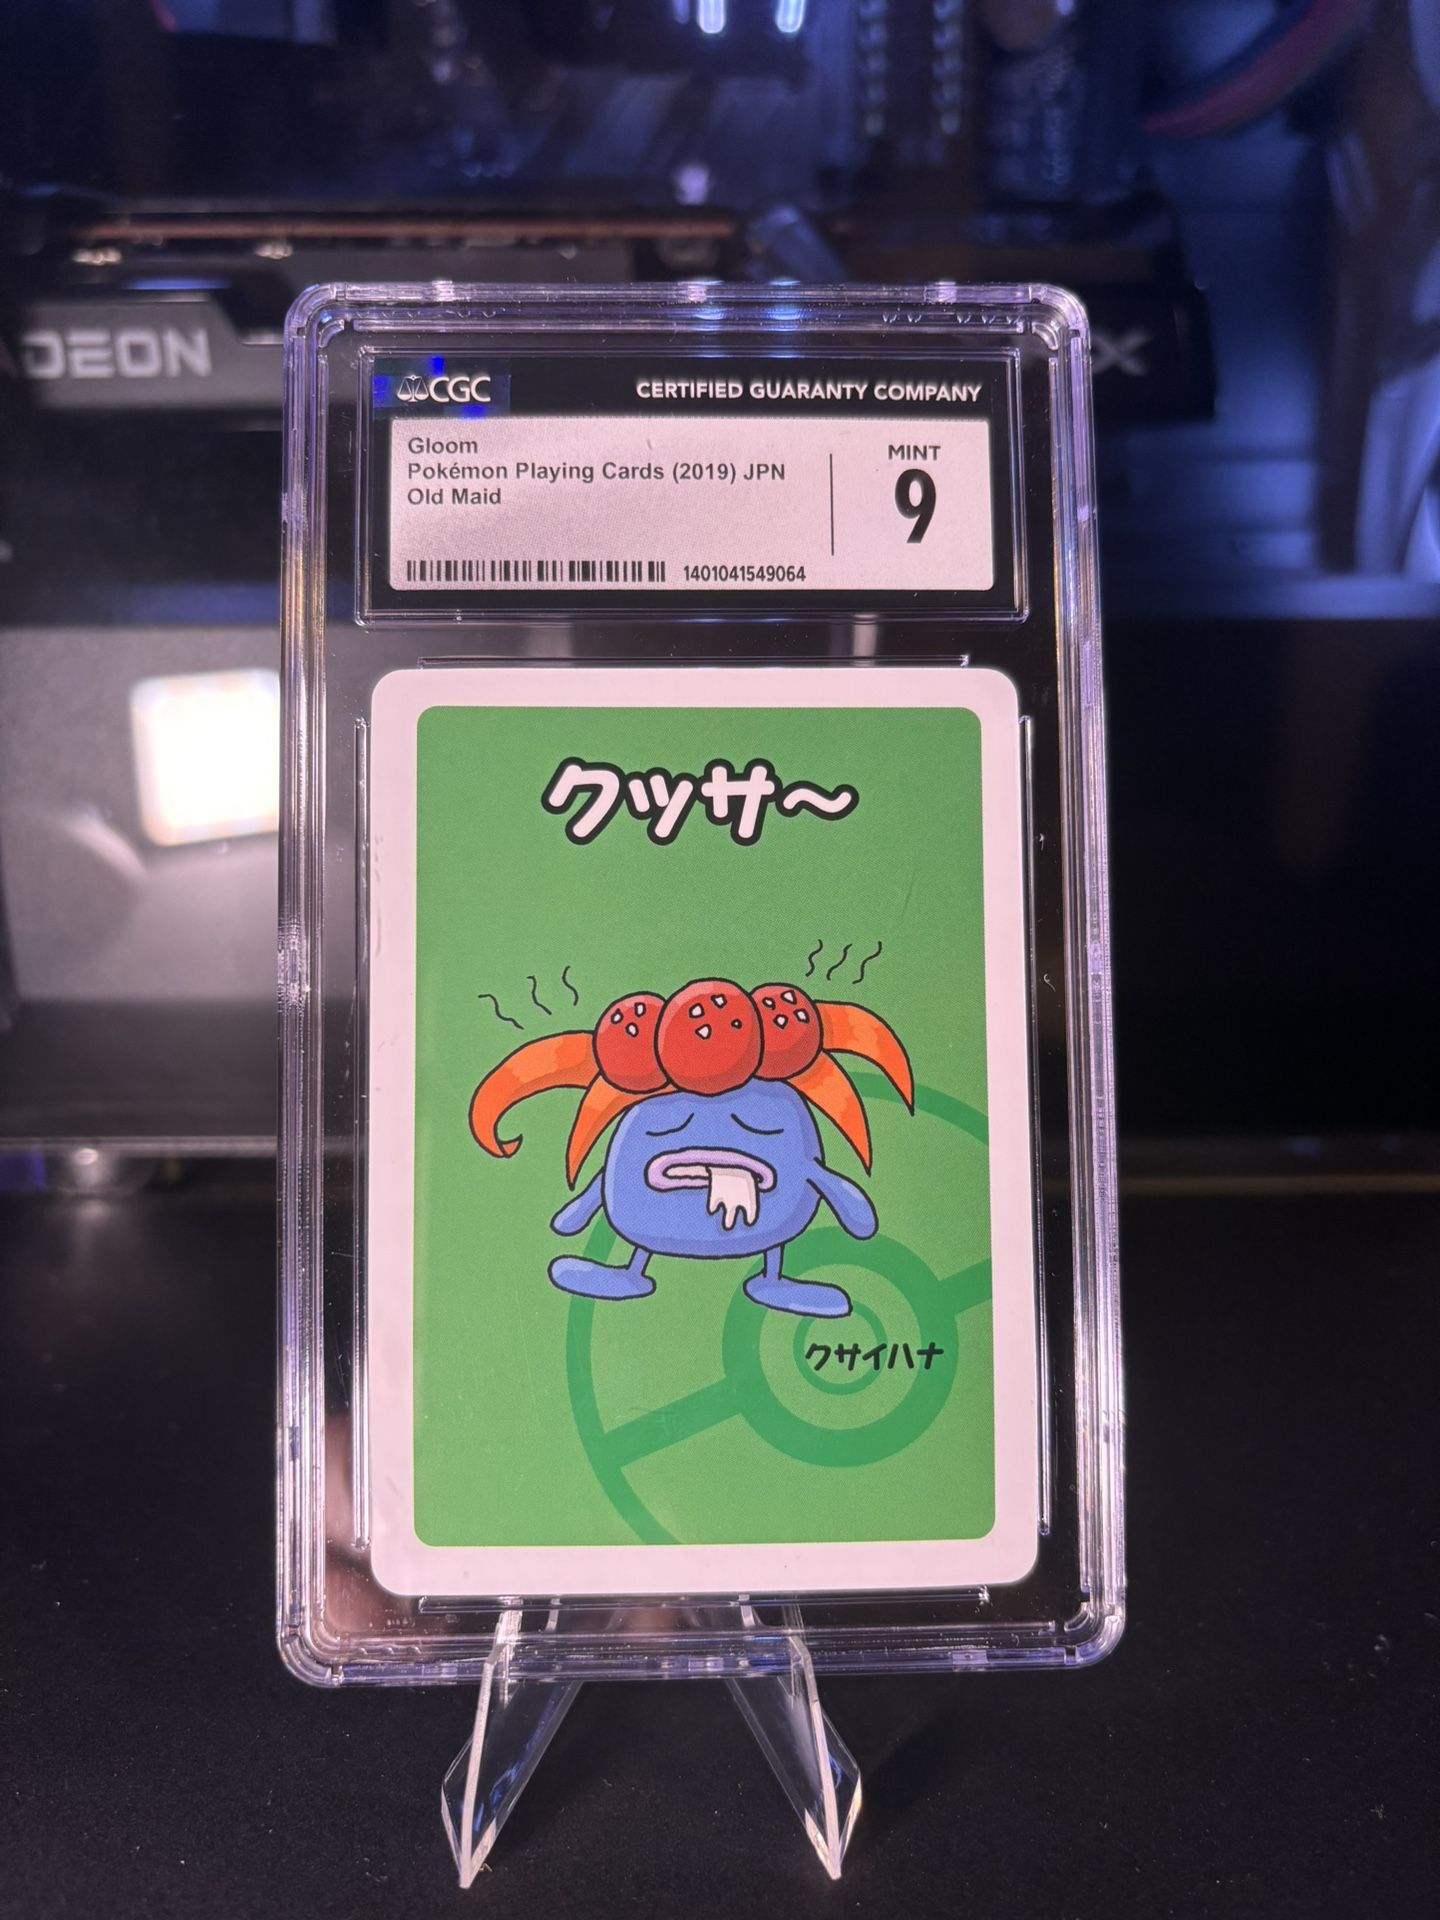 DEON
X
CGC
CERTIFIED GUARANTY COMPANY
Gloom
Pokémon Playing Cards (2019) JPN
Old Maid
MINT
9
1401041549064
クッサ〜
クサイハナ